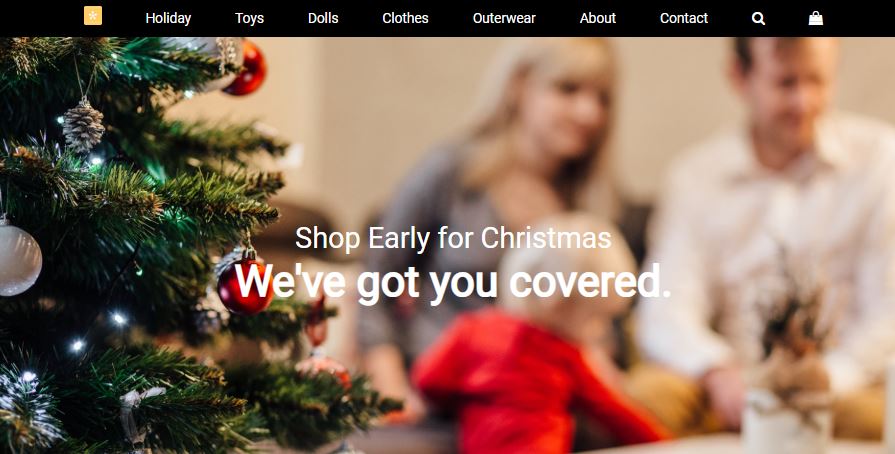 Holiday Toys Dolls Clothes Outerwear About Contact
Shop Early for Christmas
We've got you covered.